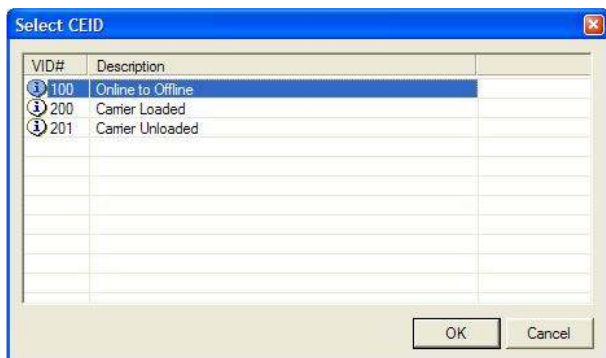 Select CEID
VID# Description
100 Online to Offline
200 Carrier Loaded
201 Carrier Unloaded
OK Cancel